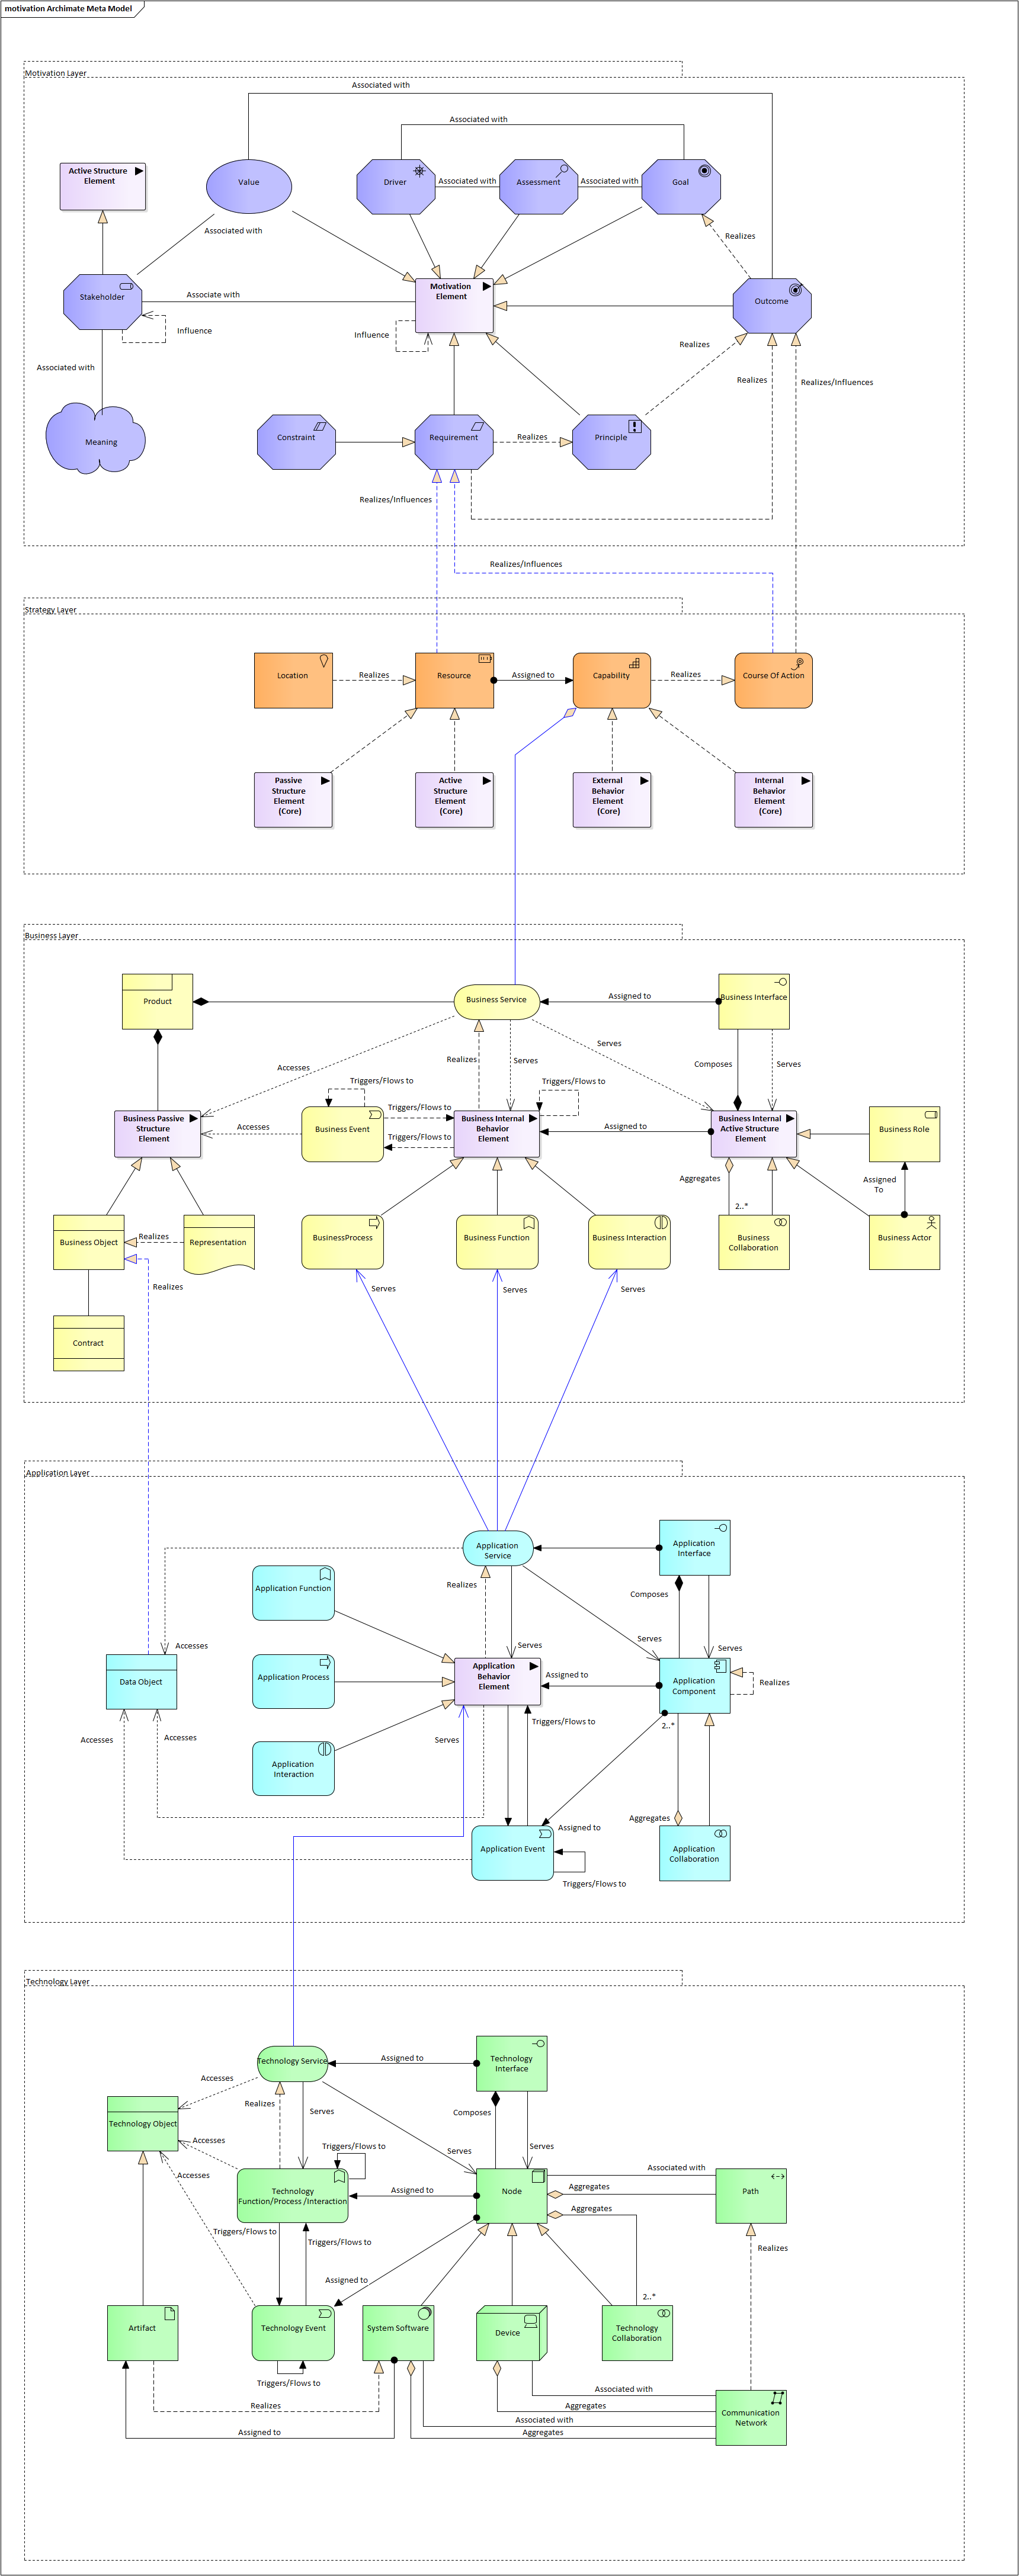 motivation Archimate Meta Model
Motivation Layer
Associated with
Associated with
Active Structure
Element
Value
Driver
Associated with
Assessment
Associated with
Goal
Associated with
Realizes
Stakeholder
Associate with
Motivation
Element
Outcome
Influence
Influence
Realizes
Associated with
Realizes
Realizes/Influences
Meaning
Constraint
Requirement
Realizes
Principle
Realizes/Influences
Realizes/Influences
Strategy Layer
Location
Realizes
Resource
Assigned to
Capability
Realizes
Course Of Action
Passive
Structure
Element
(Core)
Active
Structure
Element
(Core)
External
Behavior
Element
(Core)
Internal
Behavior
Element
(Core)
Business Layer
Product
Business Service
Assigned to
Business Interface
Accesses
Realizes
Serves
Serves
Composes
Serves
Triggers/Flows to
Triggers/Flows to
Business Passive
Structure
Element
Accesses
Business Event
Triggers/Flows to
Triggers/Flows to
Business Internal
Behavior
Element
Assigned to
Business Internal
Active Structure
Element
Business Role
Aggregates
Assigned
To
2..*
Business Object
Realizes
Representation
BusinessProcess
Business Function
Business Interaction
Business
Collaboration
Business Actor
Realizes
Serves
Serves
Serves
Contract
Application Layer
Application
Service
Application
Interface
Application Function
Realizes
Composes
Accesses
Serves
Serves
Serves
Data Object
Application Process
Application
Behavior
Element
Assigned to
Application
Component
Realizes
Accesses
Accesses
Serves
Triggers/Flows to
2..*
Application
Interaction
Aggregates
Application Event
Assigned to
Application
Collaboration
Triggers/Flows to
Technology Layer
Technology Service
Assigned to
Technology
Interface
Accesses
Realizes
Serves
Composes
Technology Object
Accesses
Triggers/Flows to
Serves
Serves
Accesses
Associated with
Technology
Function/Process /Interaction
Assigned to
Node
Aggregates
Path
Aggregates
Triggers/Flows to
Triggers/Flows to
Realizes
Assigned to
2..*
Artifact
Technology Event
System Software
Device
Technology
Collaboration
Triggers/Flows to
Associated with
Realizes
Aggregates
Communication
Network
Associated with
Assigned to
Aggregates